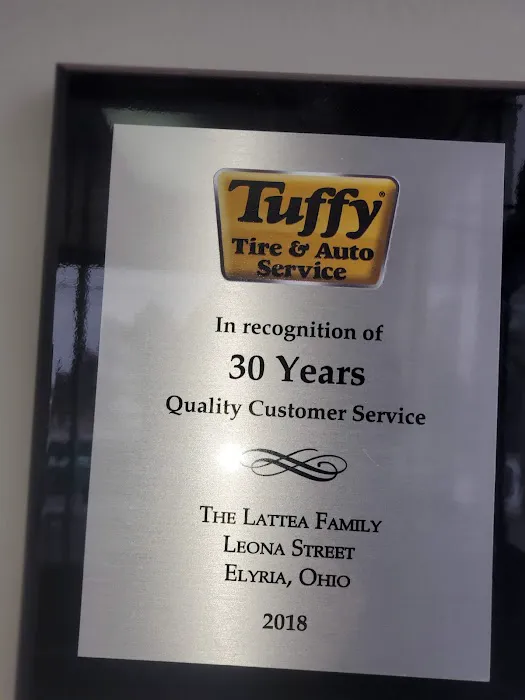 Tuffy®
Tire & Auto
Service
In recognition of
30 Years
Quality Customer Service
The Lattea Family
Leona Street
Elyria, Ohio
2018